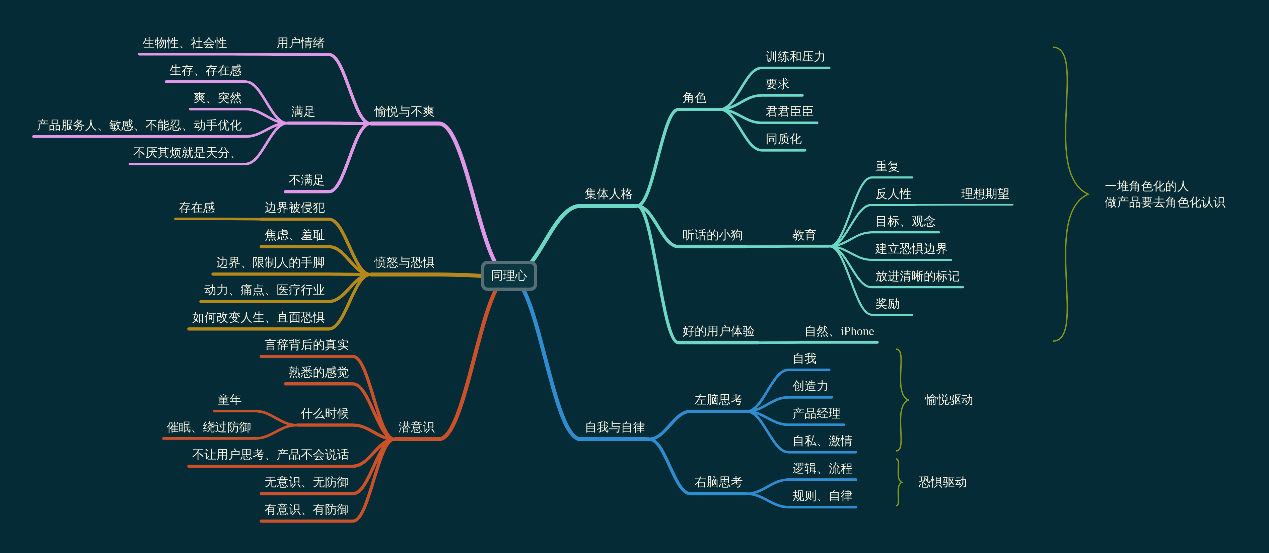 同理心
愉悦与不爽
用户情绪
生物性、社会性
满足
生存、存在感
爽、突然
产品服务人、敏感、不能忍、动手优化
不厌其烦就是天分、
不满足
愤怒与恐惧
边界被侵犯
存在感
焦虑、羞耻
边界、限制人的手脚
动力、痛点、医疗行业
如何改变人生、直面恐惧
潜意识
言辞背后的真实
熟悉的感觉
什么时候
童年
催眠、绕过防御
不让用户思考、产品不会说话
无意识、无防御
有意识、有防御
集体人格
角色
训练和压力
要求
君君臣臣
同质化
听话的小狗
教育
重复
反人性
理想期望
目标、观念
建立恐惧边界
放进清晰的标记
奖励
好的用户体验
自然、iPhone
一堆角色化的人
做产品要去角色化认识
自我与自律
左脑思考
自我
创造力
产品经理
自私、激情
愉悦驱动
右脑思考
逻辑、流程
规则、自律
恐惧驱动